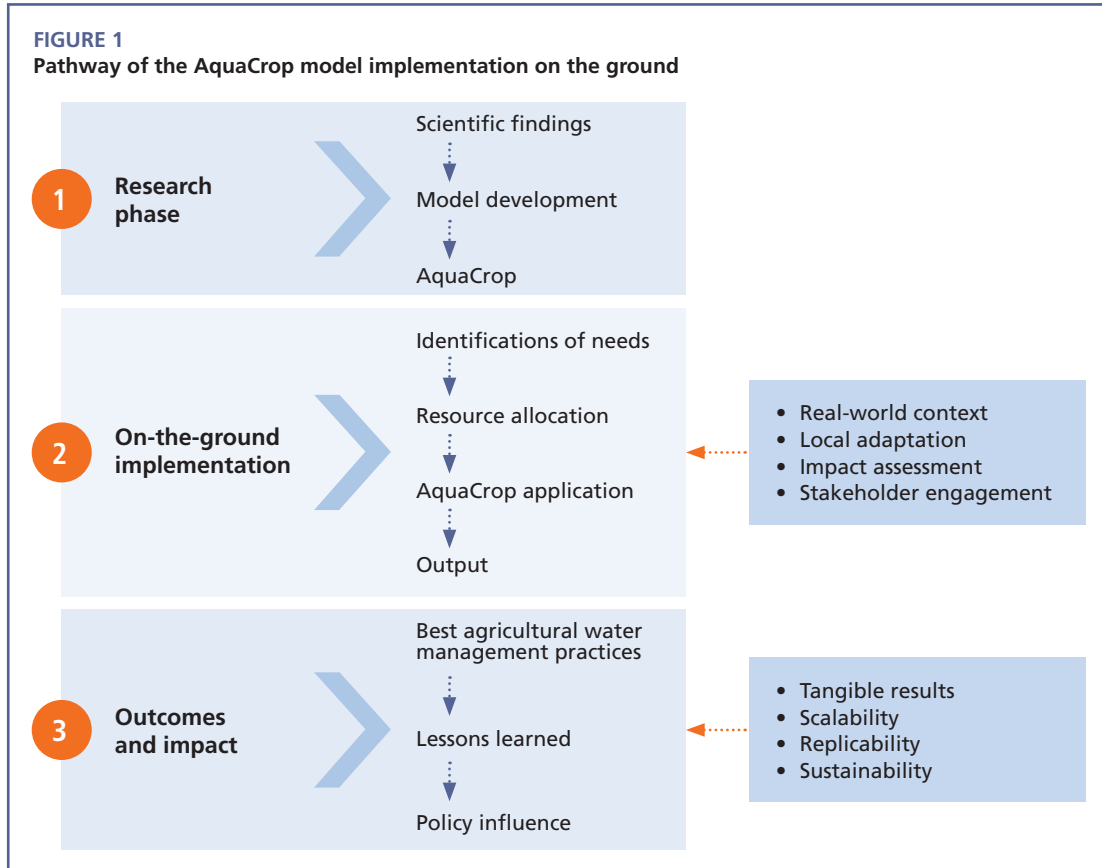 FIGURE 1
Pathway of the AquaCrop model implementation on the ground
1
Research
phase
Scientific findings
Model development
AquaCrop
2
On-the-ground
implementation
Identifications of needs
Resource allocation
AquaCrop application
Output
• Real-world context
• Local adaptation
• Impact assessment
• Stakeholder engagement
3
Outcomes
and impact
Best agricultural water
management practices
Lessons learned
Policy influence
• Tangible results
• Scalability
• Replicability
• Sustainability